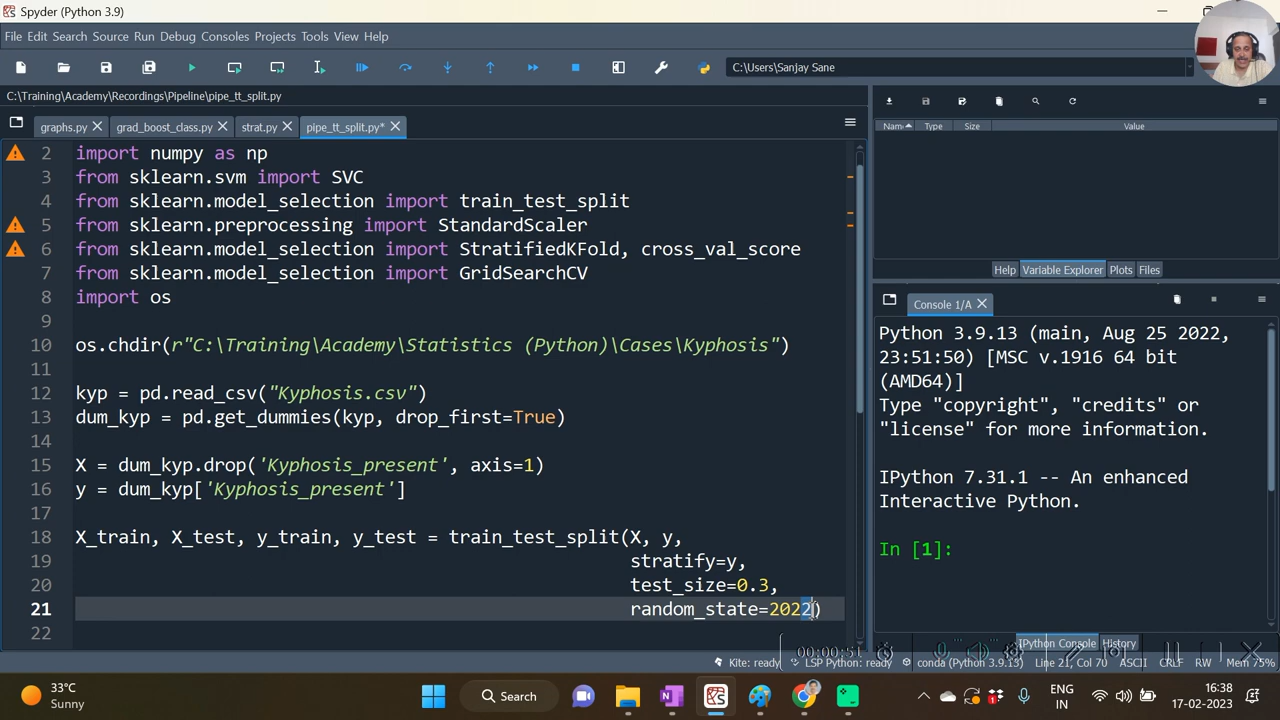 Spyder (Python 3.9)
File Edit Search Source Run Debug Consoles Projects Tools View Help
C:\Users\Sanjay Sane
C:\Training\Academy\Recordings\Pipeline\pipe_tt_split.py
graphs.py grad_boost_class.py strat.py pipe_tt_split.py*
2 import numpy as np
3 from sklearn.svm import SVC
4 from sklearn.model_selection import train_test_split
5 from sklearn.preprocessing import StandardScaler
6 from sklearn.model_selection import StratifiedKFold, cross_val_score
7 from sklearn.model_selection import GridSearchCV
8 import os
9
10 os.chdir(r"C:\Training\Academy\Statistics (Python)\Cases\Kyphosis")
11
12 kyp = pd.read_csv("Kyphosis.csv")
13 dum_kyp = pd.get_dummies(kyp, drop_first=True)
14
15 X = dum_kyp.drop('Kyphosis_present', axis=1)
16 y = dum_kyp['Kyphosis_present']
17
18 X_train, X_test, y_train, y_test = train_test_split(X, y,
19 stratify=y,
20 test_size=0.3,
21 random_state=2022)
22
Nam Type Size Value
Help Variable Explorer Plots Files
Console 1/A
Python 3.9.13 (main, Aug 25 2022,
23:51:50) [MSC v.1916 64 bit
(AMD64)]
Type "copyright", "credits" or
"license" for more information.
IPython 7.31.1 -- An enhanced
Interactive Python.
In [1]:
00:00:51
IPython Console History
Kite: ready LSP Python: ready conda (Python 3.9.13) Line 21, Col 70 ASCII CRLF RW Mem 75%
33°C
Sunny
Search
ENG
IN
16:38
17-02-2023